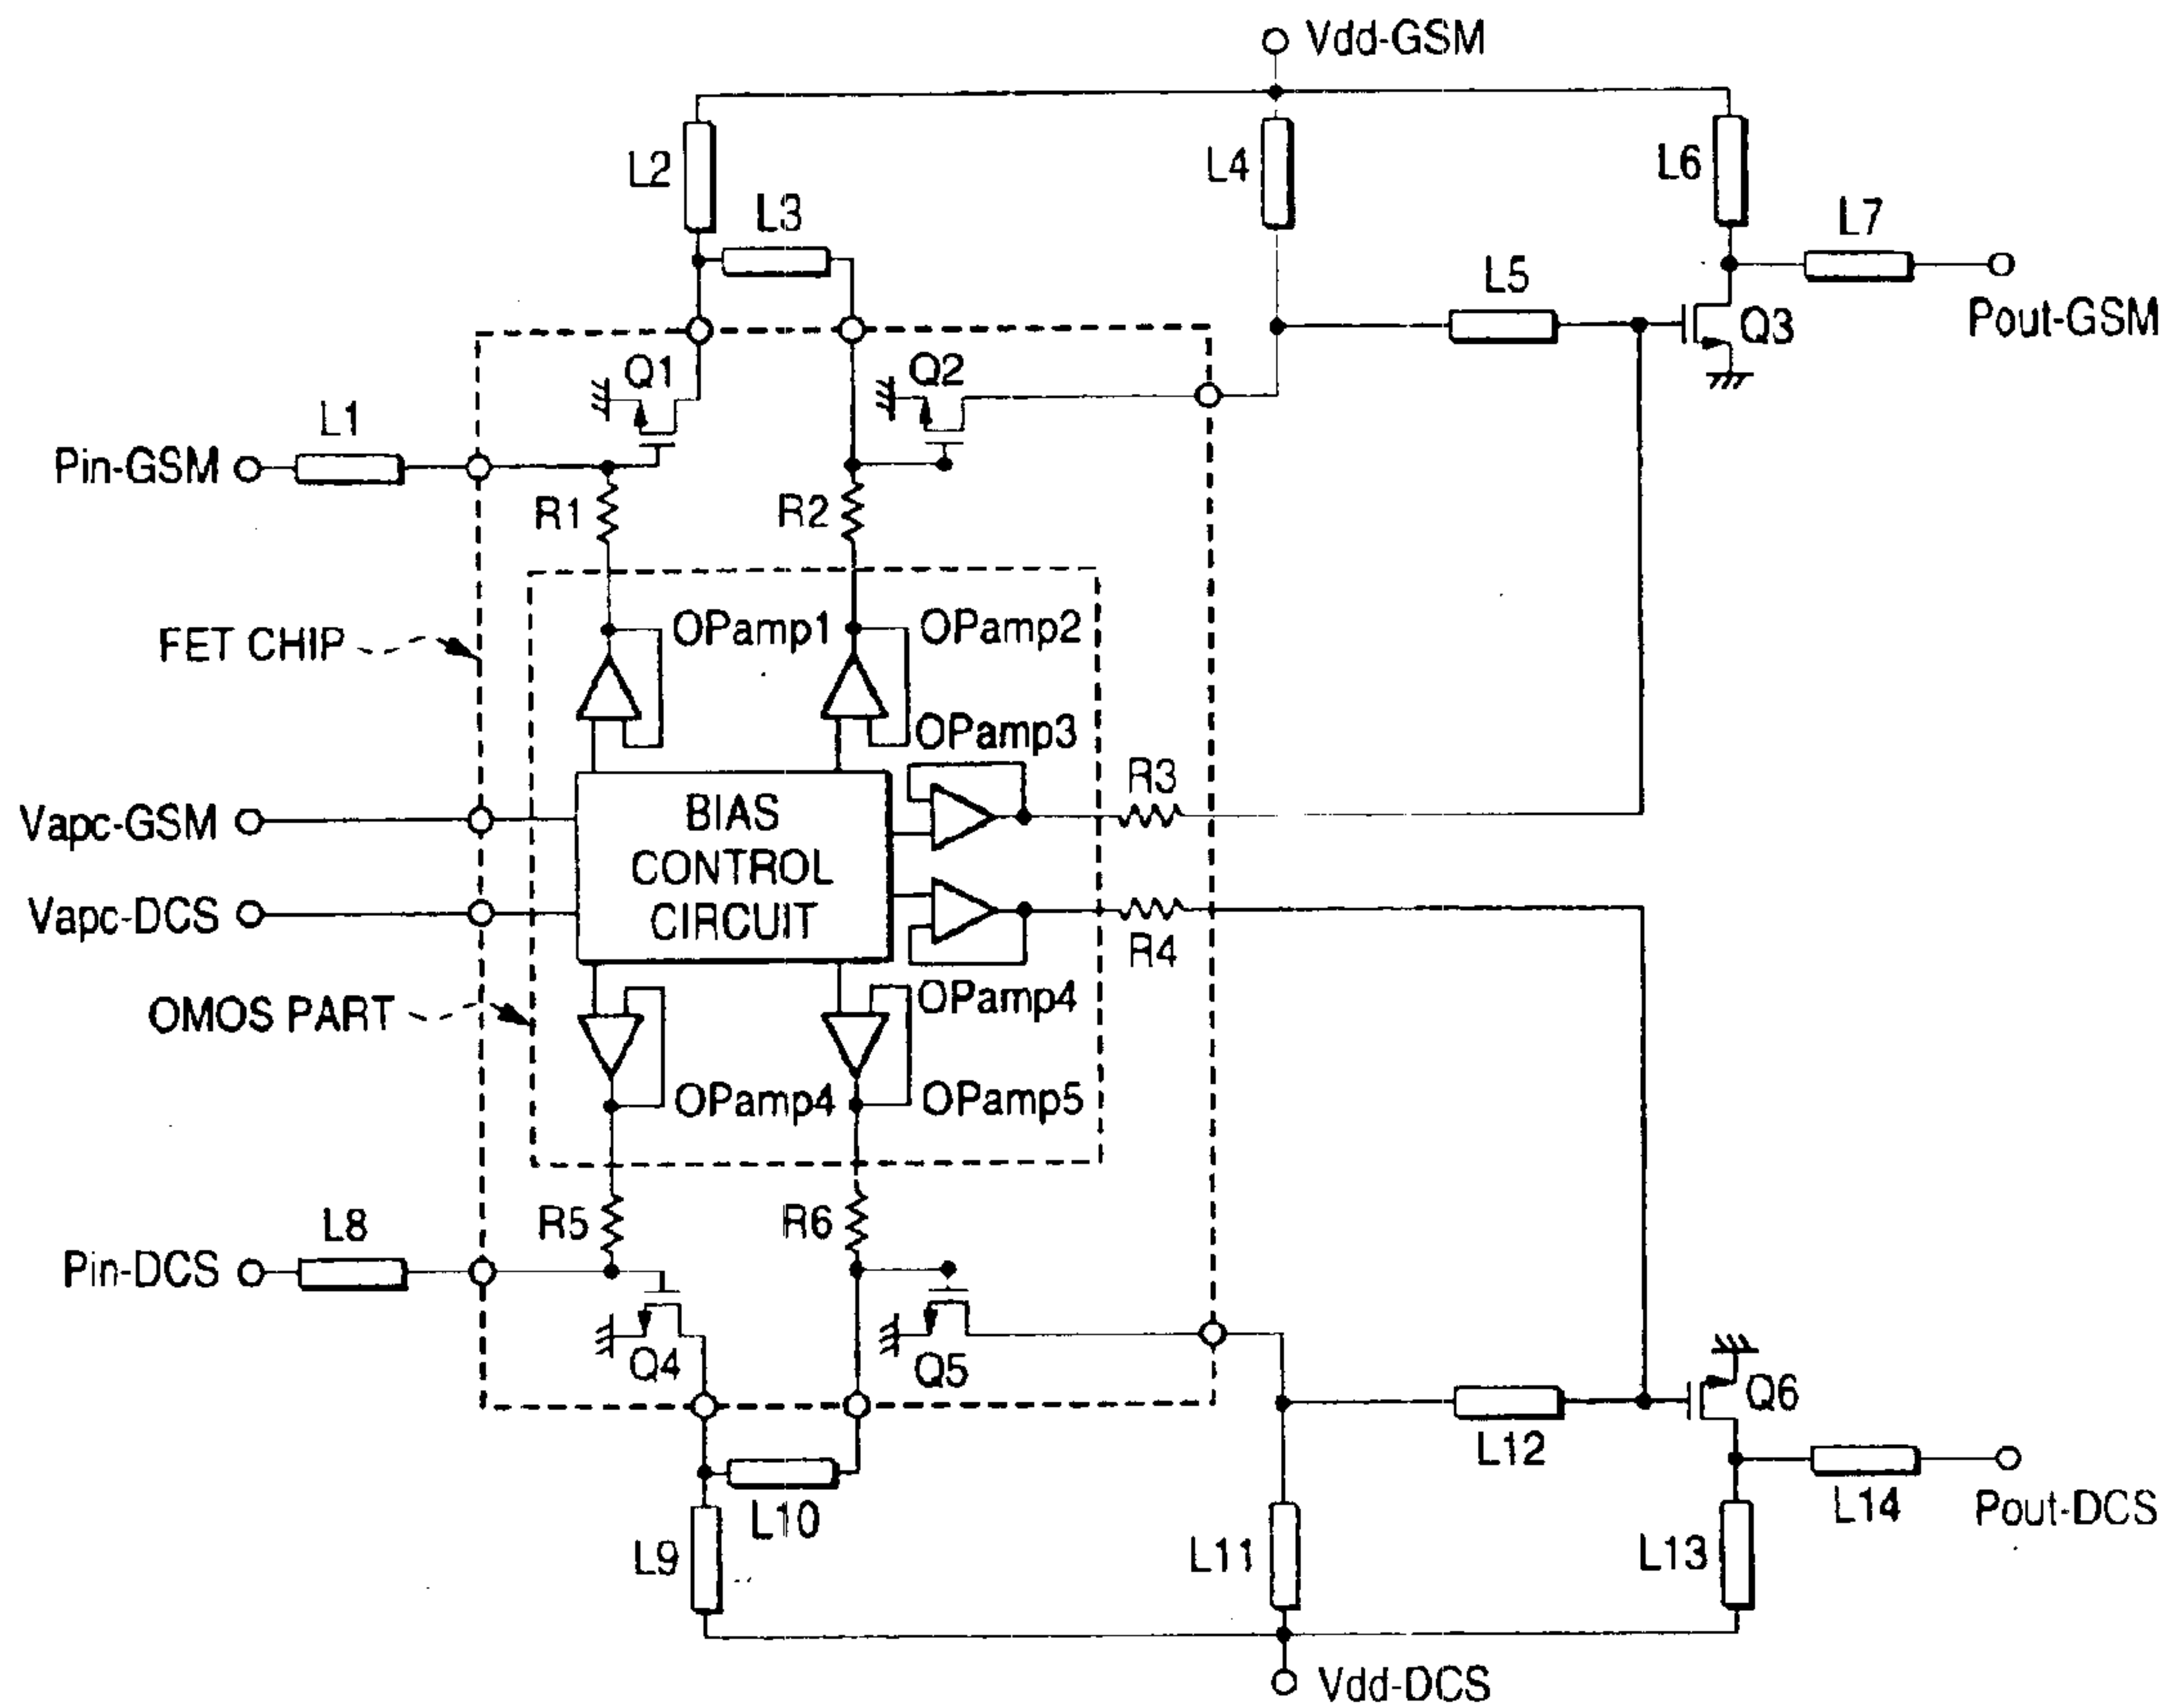 Vdd-GSM
L2
L3
L4
L6
L7
L5
Q3
Pout-GSM
Q1
Q2
L1
Pin-GSM
R1
R2
FET CHIP
OPamp1
OPamp2
OPamp3
R3
Vapc-GSM
BIAS
CONTROL
CIRCUIT
Vapc-DCS
R4
OMOS PART
OPamp4
OPamp4
OPamp5
R5
R6
L8
Pin-DCS
Q4
Q5
Q6
L12
L10
L14
Pout-DCS
L9
L11
L13
Vdd-DCS